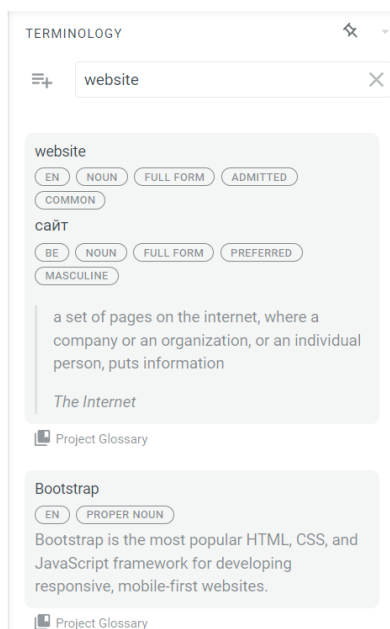 TERMINOLOGY
website
website
EN NOUN FULL FORM ADMITTED
COMMON
сайт
BE NOUN FULL FORM PREFERRED
MASCULINE
a set of pages on the internet, where a
company or an organization, or an individual
person, puts information
The Internet
Project Glossary
Bootstrap
EN PROPER NOUN
Bootstrap is the most popular HTML, CSS, and
JavaScript framework for developing
responsive, mobile-first websites.
Project Glossary